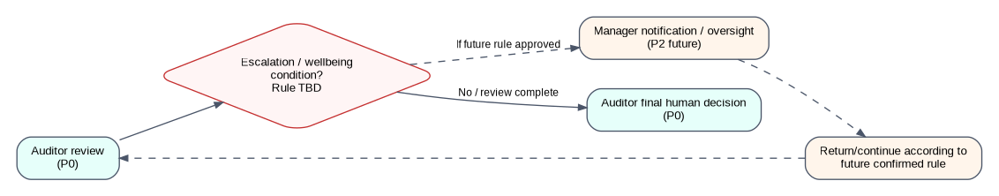 Auditor review
(P0)
Escalation / wellbeing
condition?
Rule TBD
If future rule approved
No / review complete
Manager notification / oversight
(P2 future)
Auditor final human decision
(P0)
Return/continue according to
future confirmed rule